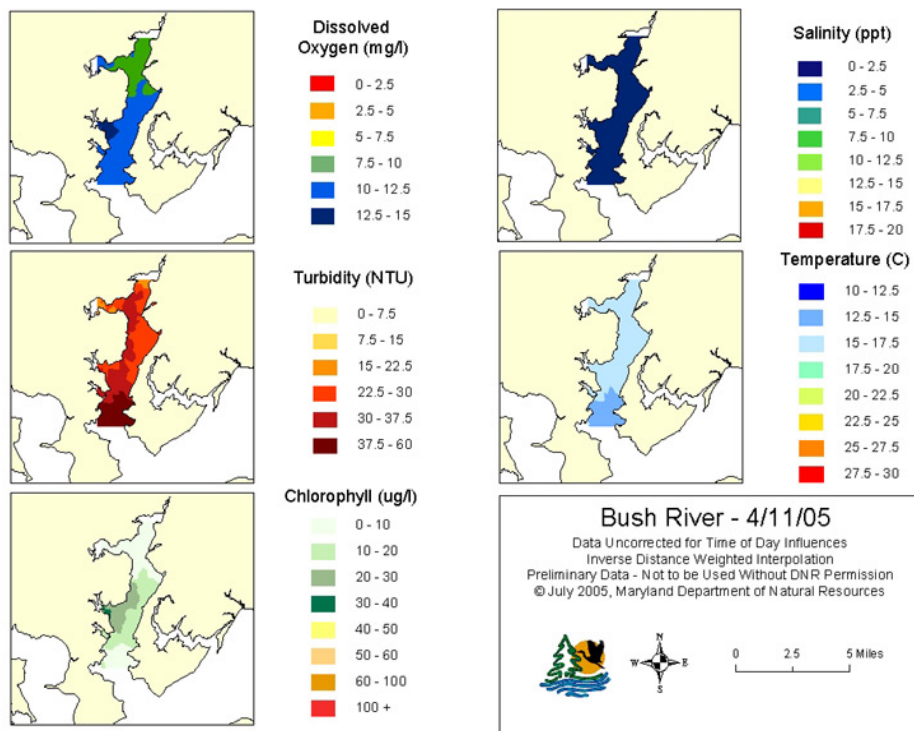 Dissolved
Oxygen (mg/l)
0 - 2.5
2.5 - 5
5 - 7.5
7.5 - 10
10 - 12.5
12.5 - 15
Salinity (ppt)
0 - 2.5
2.5 - 5
5 - 7.5
7.5 - 10
10 - 12.5
12.5 - 15
15 - 17.5
17.5 - 20
Turbidity (NTU)
0 - 7.5
7.5 - 15
15 - 22.5
22.5 - 30
30 - 37.5
37.5 - 60
Temperature (C)
10 - 12.5
12.5 - 15
15 - 17.5
17.5 - 20
20 - 22.5
22.5 - 25
25 - 27.5
27.5 - 30
Chlorophyll (ug/l)
0 - 10
10 - 20
20 - 30
30 - 40
40 - 50
50 - 60
60 - 100
100 +
Bush River - 4/11/05
Data Uncorrected for Time of Day Influences
Inverse Distance Weighted Interpolation
Preliminary Data - Not to be Used Without DNR Permission
© July 2005, Maryland Department of Natural Resources
N
W E
S
0 2.5 5 Miles